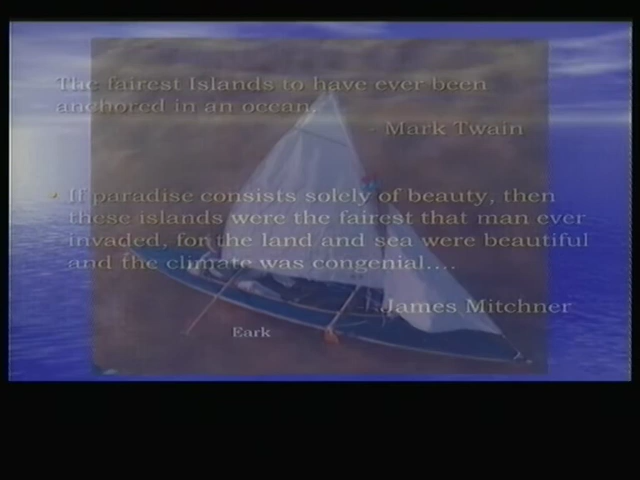 The fairest Islands to have ever been
anchored in an ocean.
- Mark Twain
• If paradise consists solely of beauty, then
these islands were the fairest that man ever
invaded, for the land and sea were beautiful
and the climate was congenial....
James Mitchner
Eark